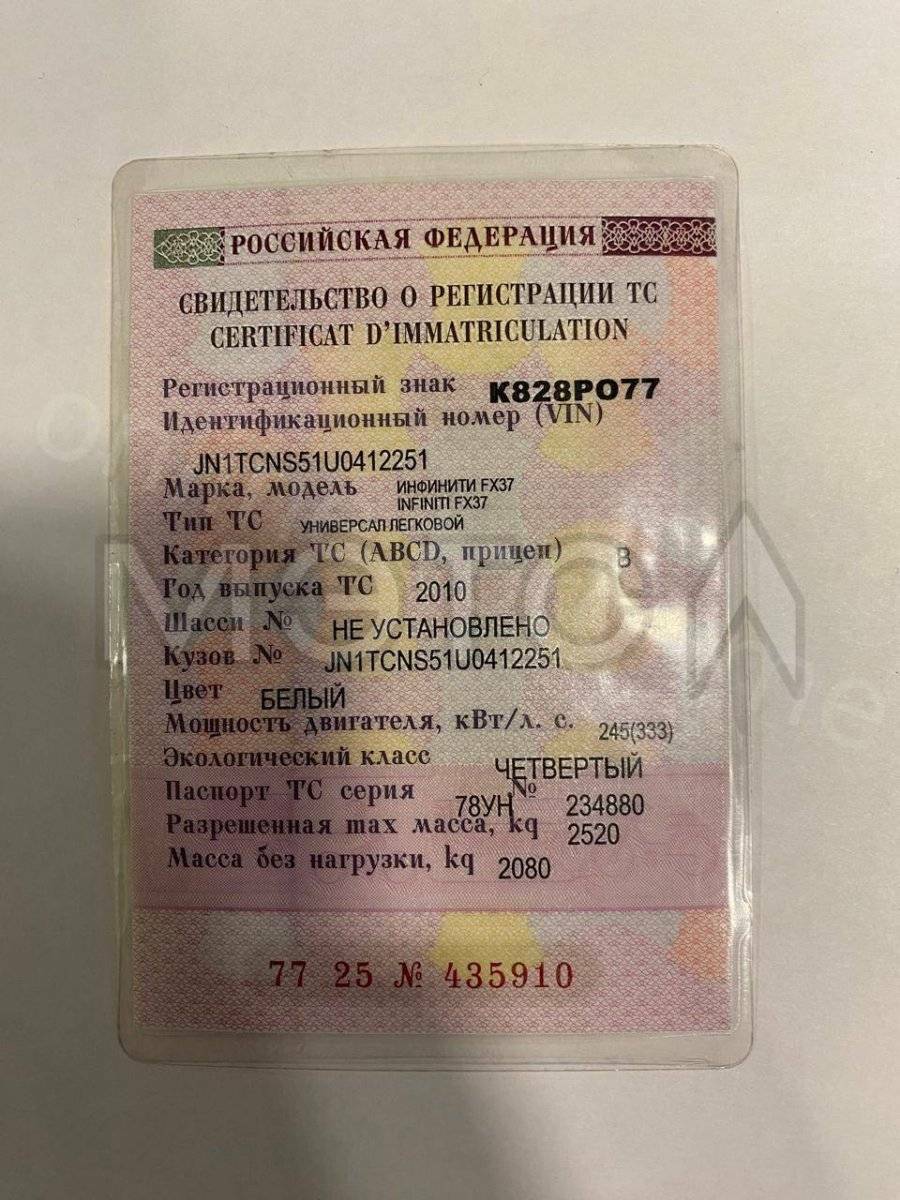 РОССИЙСКАЯ ФЕДЕРАЦИЯ
СВИДЕТЕЛЬСТВО О РЕГИСТРАЦИИ ТС
CERTIFICAT D'IMMATRICULATION
Регистрационный знак К828РО77
Идентификационный номер (VIN)
JN1TCNS51U0412251
Марка, модель ИНФИНИТИ FX37
INFINITI FX37
Тип ТС УНИВЕРСАЛ ЛЕГКОВОЙ
Категория ТС (ABCD, прицеп) B
Год выпуска ТС 2010
Шасси № НЕ УСТАНОВЛЕНО
Кузов № JN1TCNS51U0412251
Цвет БЕЛЫЙ
Мощность двигателя, кВт/л. с. 245(333)
Экологический класс ЧЕТВЕРТЫЙ
Паспорт ТС серия 78УН № 234880
Разрешенная max масса, kq 2520
Масса без нагрузки, kq 2080
77 25 № 435910